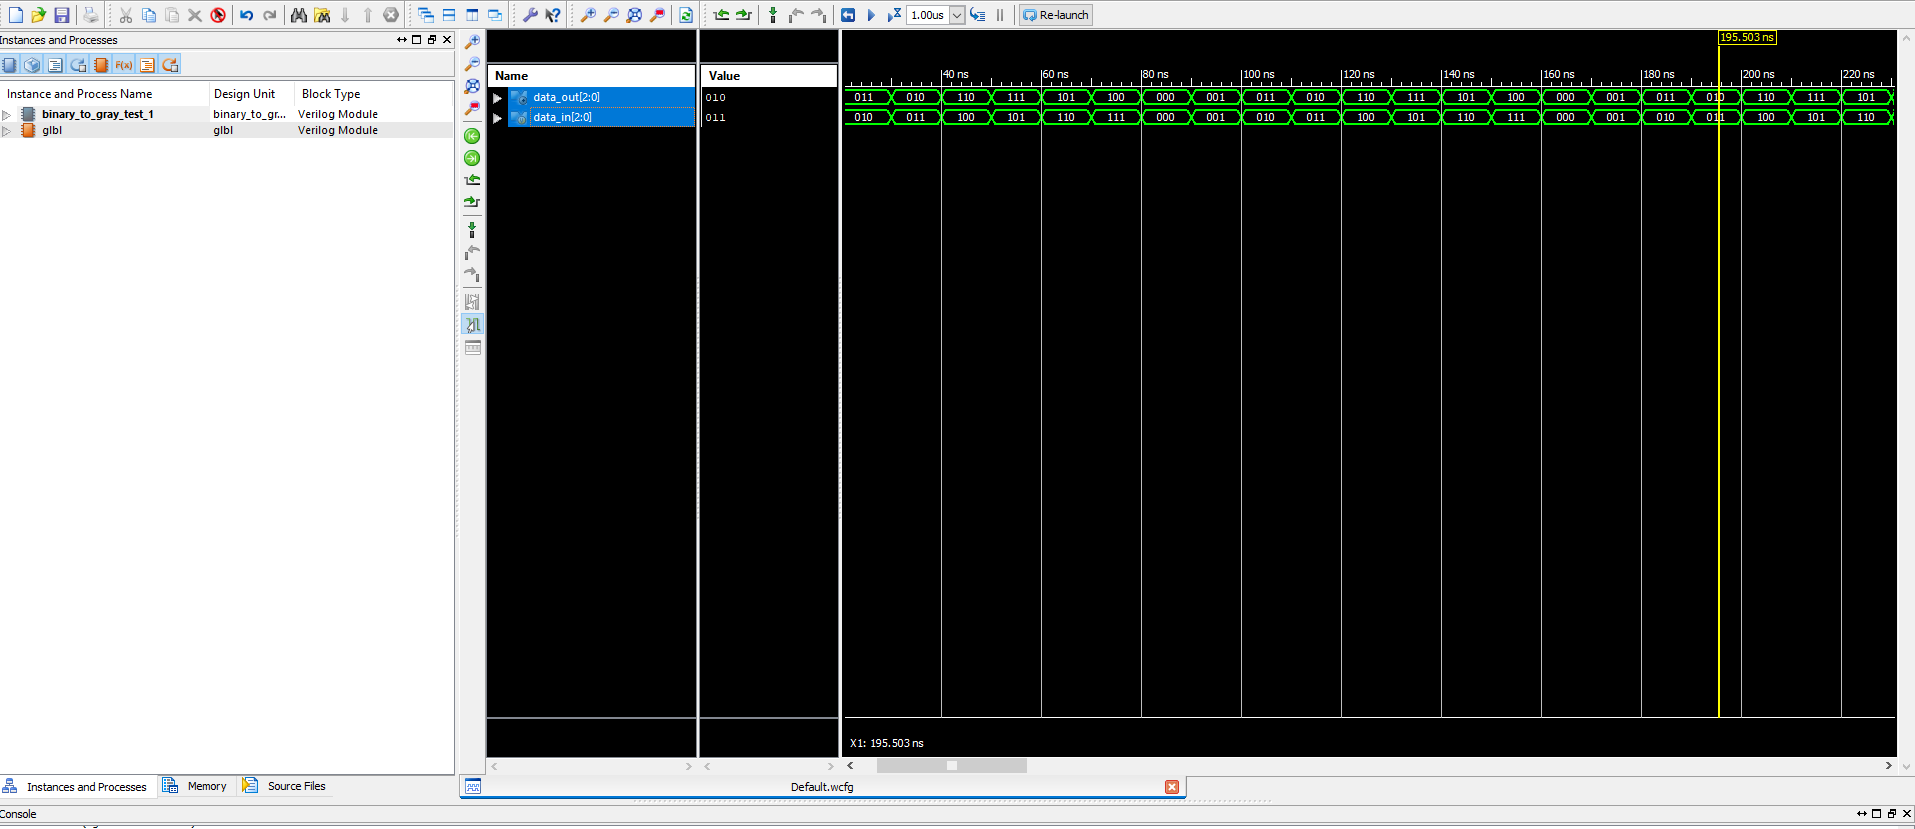 1.00us Re-launch
Instances and Processes
F(x)
Instance and Process Name Design Unit Block Type
binary_to_gray_test_1 binary_to_gr... Verilog Module
glbl glbl Verilog Module
195.503 ns
40 ns 60 ns 80 ns 100 ns 120 ns 140 ns 160 ns 180 ns 200 ns 220 ns
Name Value
data_out[2:0] 010 011 010 110 111 101 100 000 001 011 010 110 111 101 100 000 001 011 010 110 111 101
data_in[2:0] 011 010 011 100 101 110 111 000 001 010 011 100 101 110 111 000 001 010 011 100 101 110
X1: 195.503 ns
Instances and Processes Memory Source Files
Default.wcfg
Console